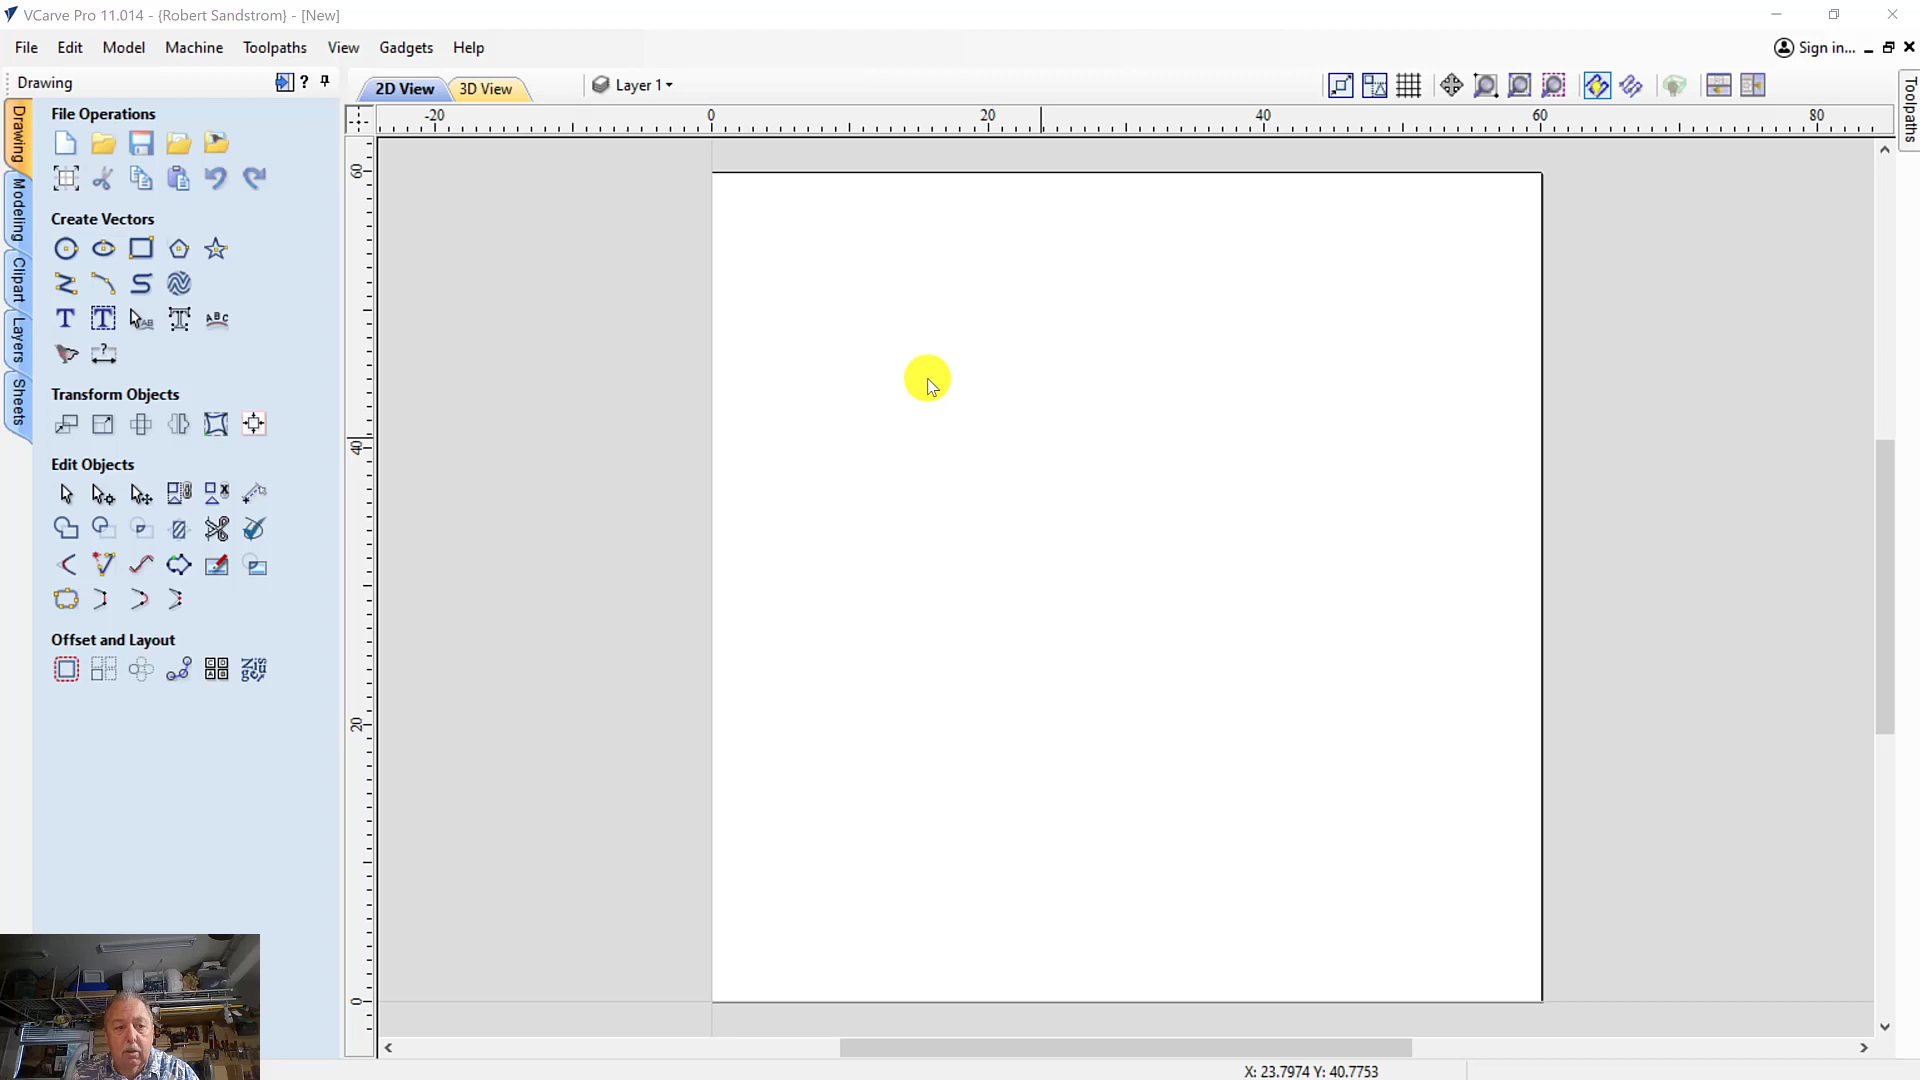 VCarve Pro 11.014 - {Robert Sandstrom} - [New]
File Edit Model Machine Toolpaths View Gadgets Help
Sign in...
Drawing
2D View 3D View
Layer 1
Toolpaths
Drawing
Modeling
Clipart
Layers
Sheets
File Operations
Create Vectors
Transform Objects
Edit Objects
Offset and Layout
-20 0 20 40 60 80
60
40
20
0
X: 23.7974 Y: 40.7753